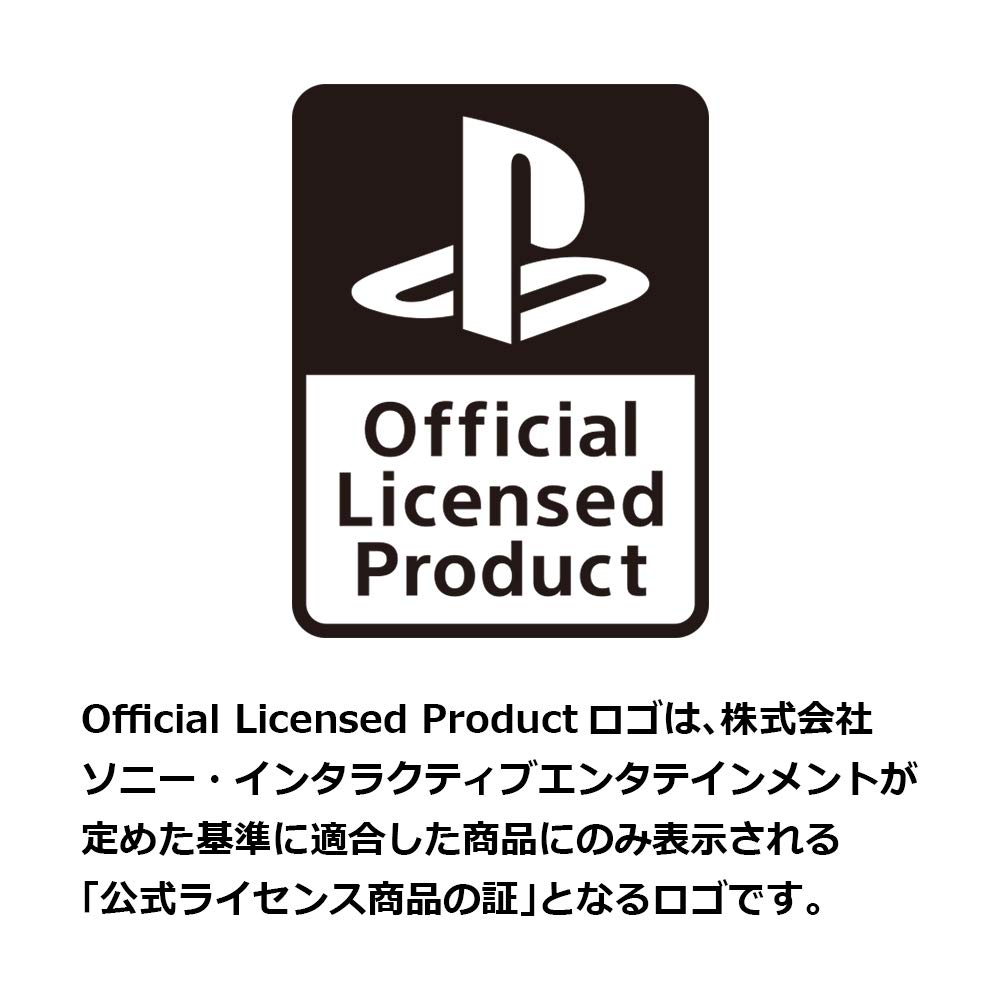 Official
Licensed
Product
Official Licensed Product ロゴは、株式会社
ソニー・インタラクティブエンタテインメントが
定めた基準に適合した商品にのみ表示される
「公式ライセンス商品の証」となるロゴです。